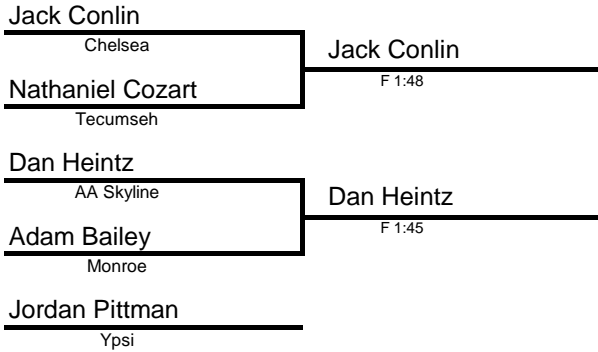 Jack Conlin
Chelsea
Jack Conlin
F 1:48
Nathaniel Cozart
Tecumseh
Dan Heintz
AA Skyline
Dan Heintz
F 1:45
Adam Bailey
Monroe
Jordan Pittman
Ypsi